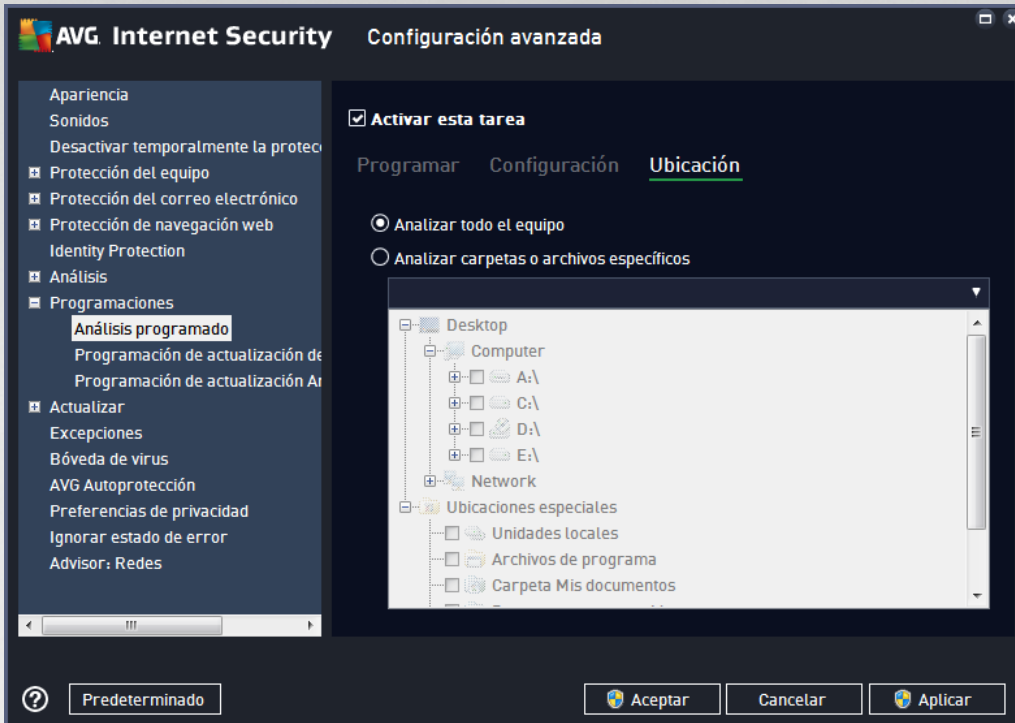 AVG Internet Security Configuración avanzada
Apariencia
Sonidos
Desactivar temporalmente la protec
Protección del equipo
Protección del correo electrónico
Protección de navegación web
Identity Protection
Análisis
Programaciones
Análisis programado
Programación de actualización de
Programación de actualización
Actualizar
Excepciones
Bóveda de virus
AVG Autoprotección
Preferencias de privacidad
Ignorar estado de error
Advisor: Redes
Activar esta tarea
Programar Configuración Ubicación
Analizar todo el equipo
Analizar carpetas o archivos específicos
Desktop
Computer
A:\
C:\
D:\
E:\
Network
Ubicaciones especiales
Unidades locales
Archivos de programa
Carpeta Mis documentos
Predeterminado
Aceptar
Cancelar
Aplicar